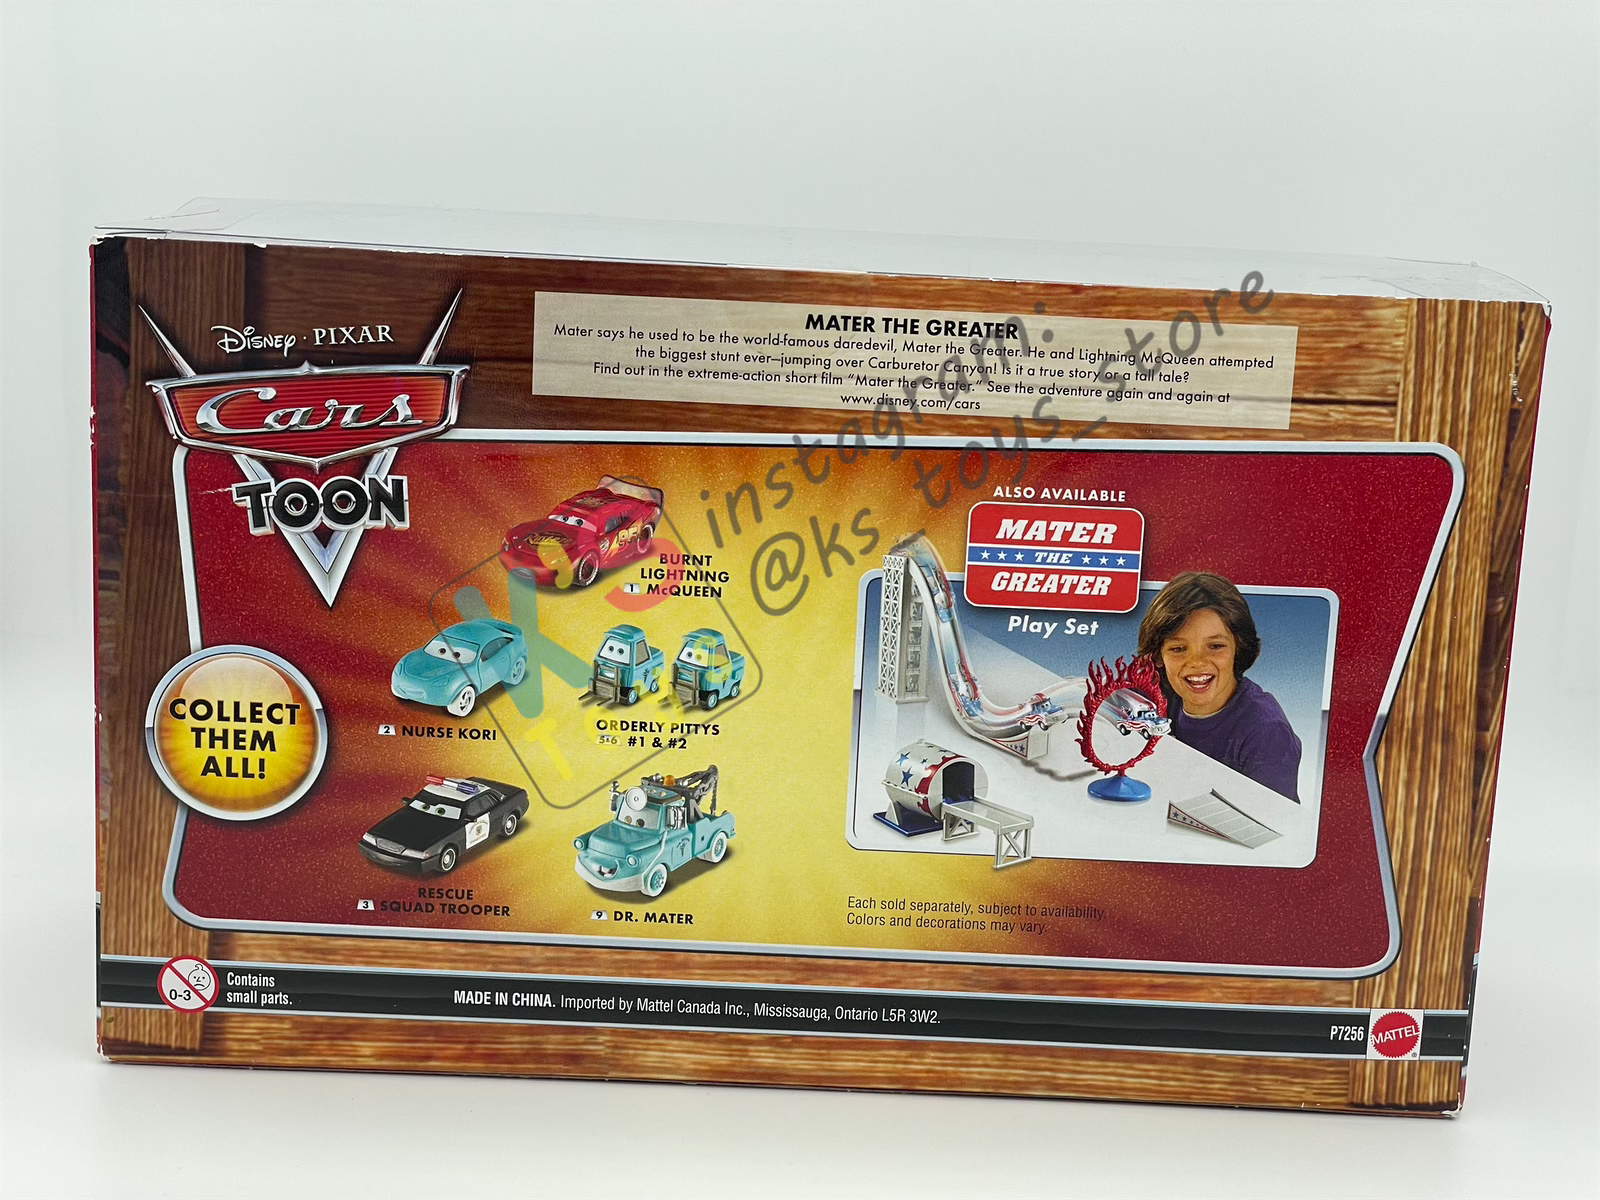 Disney · PIXAR
Cars
TOON
MATER THE GREATER
Mater says he used to be the world-famous daredevil, Mater the Greater. He and Lightning McQueen attempted
the biggest stunt ever—jumping over Carburetor Canyon! Is it a true story or a tall tale?
Find out in the extreme-action short film “Mater the Greater.” See the adventure again and again at
www.disney.com/cars
instagram:
@ks_toys_store
COLLECT
THEM
ALL!
BURNT
LIGHTNING
1 McQUEEN
2 NURSE KORI
ORDERLY PITTYS
5-6 #1 & #2
RESCUE
3 SQUAD TROOPER
9 DR. MATER
K's
ALSO AVAILABLE
MATER
THE
GREATER
Play Set
Each sold separately, subject to availability.
Colors and decorations may vary.
0-3
Contains
small parts.
MADE IN CHINA. Imported by Mattel Canada Inc., Mississauga, Ontario L5R 3W2.
P7256
MATTEL